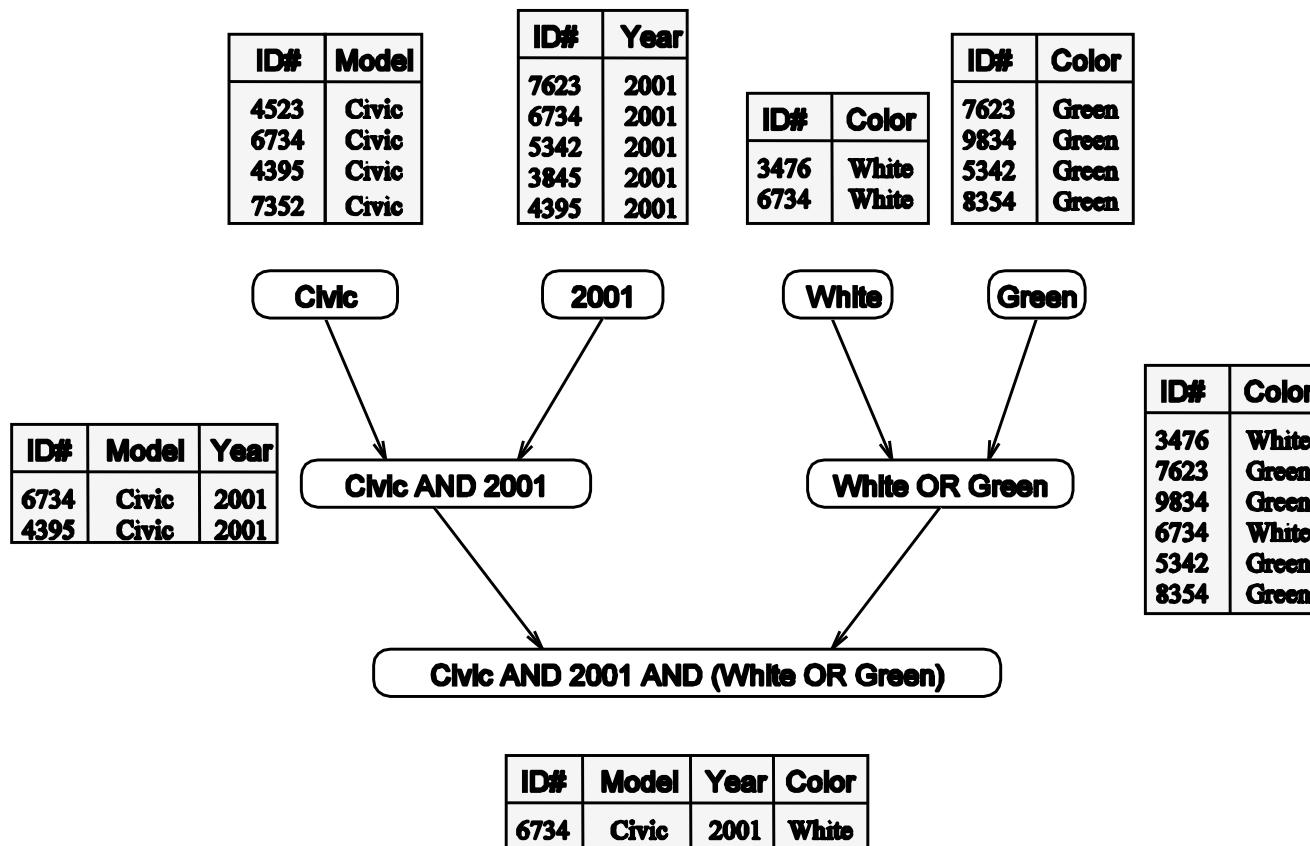 ID# Model
4523 Civic
6734 Civic
4395 Civic
7352 Civic
ID# Year
7623 2001
6734 2001
5342 2001
3845 2001
4395 2001
ID# Color
3476 White
6734 White
ID# Color
7623 Green
9834 Green
5342 Green
8354 Green
Civic
2001
White
Green
ID# Model Year
6734 Civic 2001
4395 Civic 2001
Civic AND 2001
White OR Green
ID# Color
3476 White
7623 Green
9834 Green
6734 White
5342 Green
8354 Green
Civic AND 2001 AND (White OR Green)
ID# Model Year Color
6734 Civic 2001 White